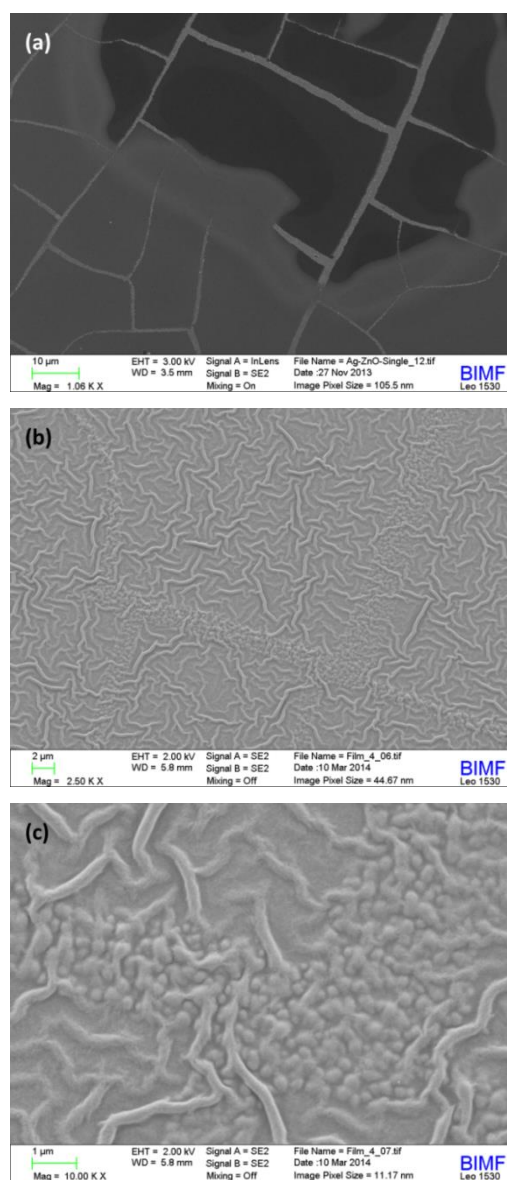 (a)
10 µm EHT = 3.00 kV Signal A = InLens File Name = Ag-ZnO-Single_12.tif
WD = 3.5 mm Signal B = SE2 Date :27 Nov 2013 BIMF
Mag = 1.06 K X Mixing = On Image Pixel Size = 105.5 nm Leo 1530
(b)
2 µm EHT = 2.00 kV Signal A = SE2 File Name = Film_4_06.tif
WD = 5.8 mm Signal B = SE2 Date :10 Mar 2014 BIMF
Mag = 2.50 K X Mixing = Off Image Pixel Size = 44.67 nm Leo 1530
(c)
1 µm EHT = 2.00 kV Signal A = SE2 File Name = Film_4_07.tif
WD = 5.8 mm Signal B = SE2 Date :10 Mar 2014 BIMF
Mag = 10.00 K X Mixing = Off Image Pixel Size = 11.17 nm Leo 1530